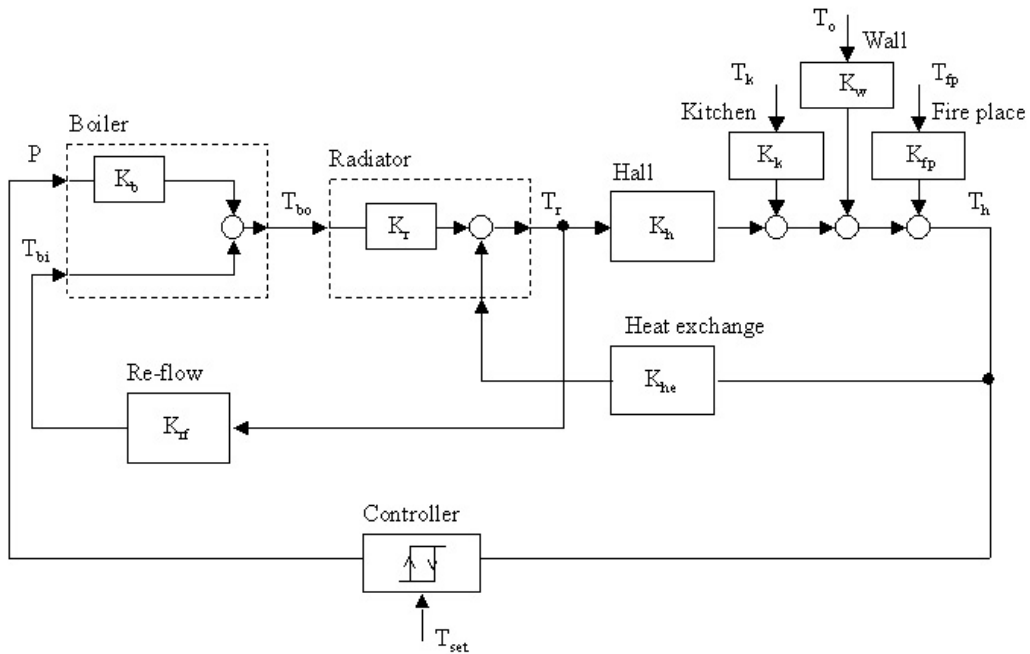 T_o
Wall
T_k
K_w
T_fp
Kitchen
Fire place
Boiler
K_k
K_fp
P
K_b
Radiator
Hall
T_bo
T_r
T_h
K_r
K_h
T_bi
Heat exchange
Re-flow
K_he
K_rf
Controller
T_set